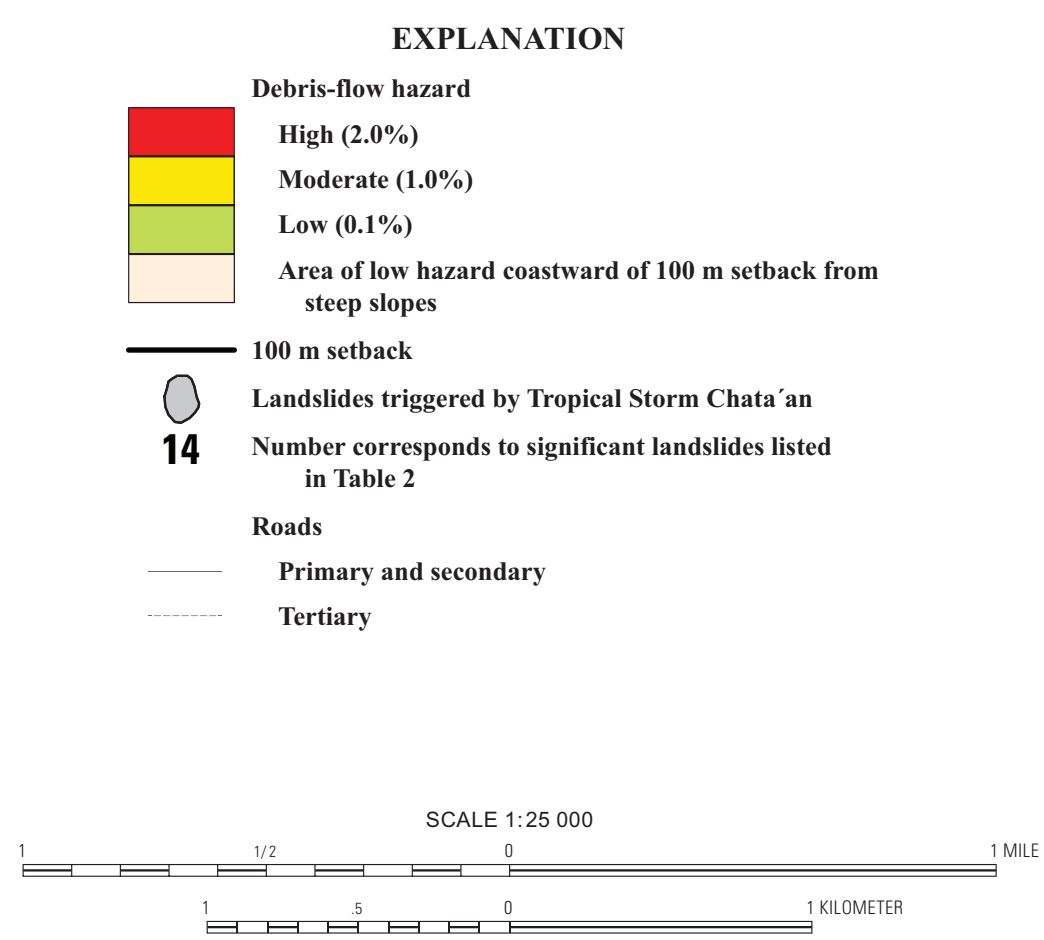 EXPLANATION
Debris-flow hazard
High (2.0%)
Moderate (1.0%)
Low (0.1%)
Area of low hazard coastward of 100 m setback from
steep slopes
100 m setback
Landslides triggered by Tropical Storm Chata´an
14 Number corresponds to significant landslides listed
in Table 2
Roads
Primary and secondary
Tertiary
SCALE 1:25 000
1 1/2 0 1 MILE
1 .5 0 1 KILOMETER